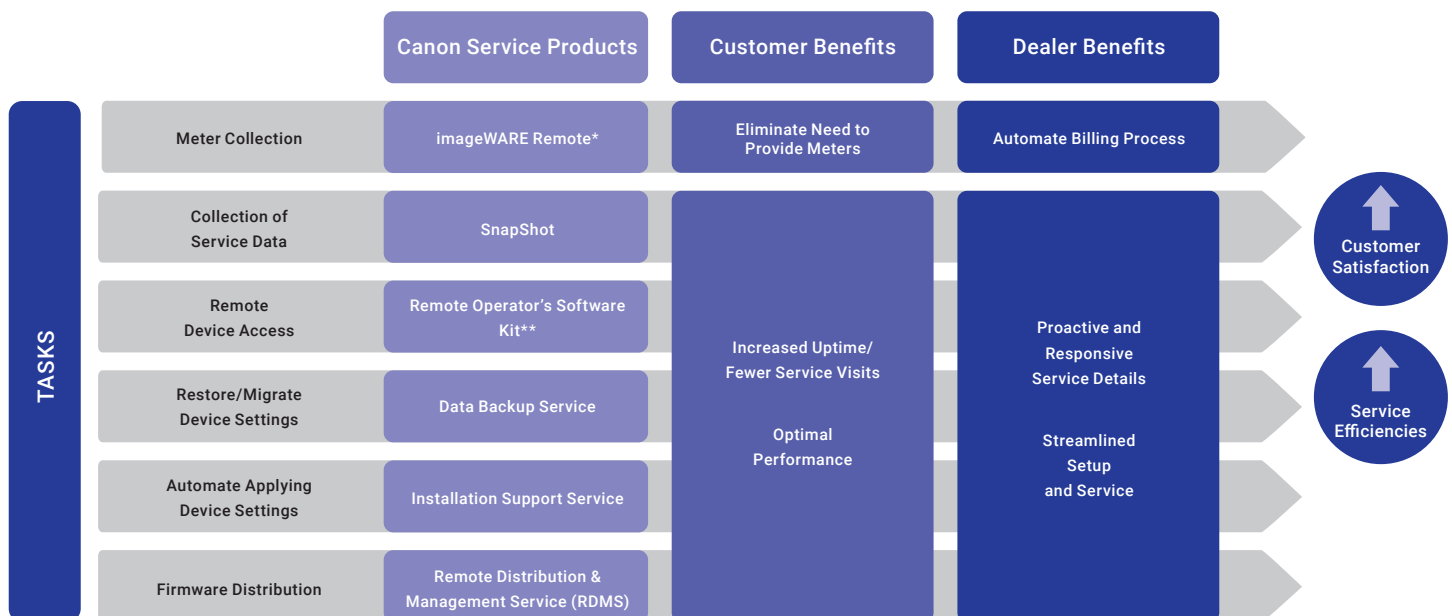 Canon Service Products
Customer Benefits
Dealer Benefits
TASKS
Meter Collection
imageWARE Remote*
Eliminate Need to
Provide Meters
Automate Billing Process
Collection of
Service Data
SnapShot
Remote
Device Access
Remote Operator's Software
Kit**
Restore/Migrate
Device Settings
Data Backup Service
Automate Applying
Device Settings
Installation Support Service
Firmware Distribution
Remote Distribution &
Management Service (RDMS)
Increased Uptime/
Fewer Service Visits
Optimal
Performance
Proactive and
Responsive
Service Details
Streamlined
Setup
and Service
Customer
Satisfaction
Service
Efficiencies